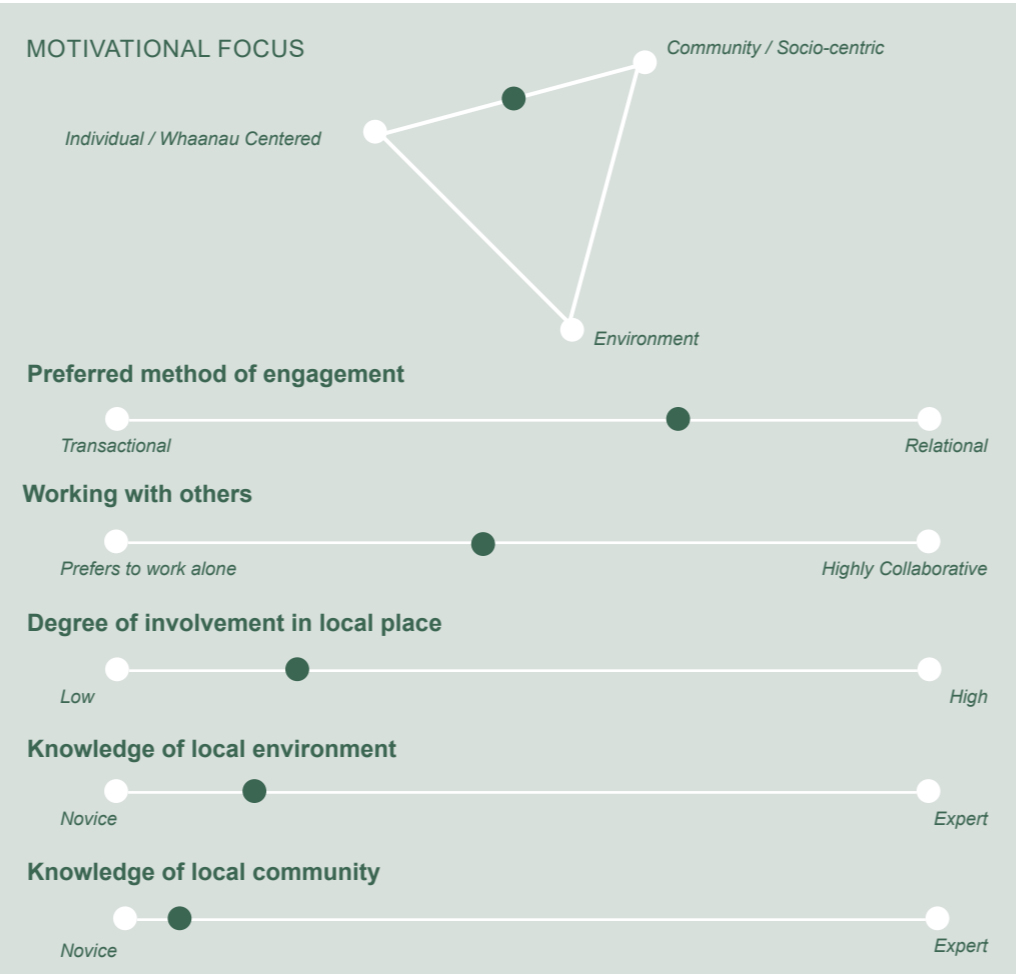 MOTIVATIONAL FOCUS
Community / Socio-centric
Individual / Whaanau Centered
Environment
Preferred method of engagement
Transactional
Relational
Working with others
Prefers to work alone
Highly Collaborative
Degree of involvement in local place
Low
High
Knowledge of local environment
Novice
Expert
Knowledge of local community
Novice
Expert